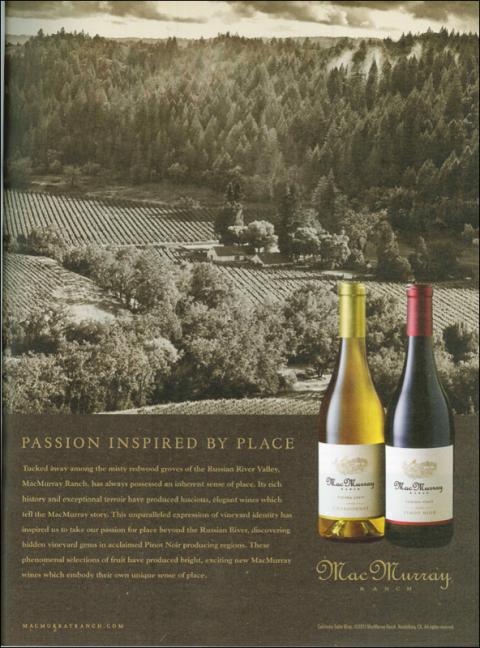 PASSION INSPIRED BY PLACE
Tucked away among the misty redwood groves of the Russian River Valley,
MacMurray Ranch, has always possessed an inherent sense of place. Its rich
history and exceptional terroir have produced luscious, elegant wines which
tell the MacMurray story. This unparalleled expression of vineyard identity has
inspired us to take our passion for place beyond the Russian River, discovering
hidden vineyard gems in acclaimed Pinot Noir producing regions. These
phenomenal selections of fruit have produced bright, exciting new MacMurray
wines which embody their own unique sense of place.
MacMurray
RANCH
CHARDONNAY
MacMurray
RANCH
PINOT NOIR
MacMurray
RANCH
MACMURRAYRANCH.COM
MacMurray Ranch, Healdsburg, CA. All rights reserved.